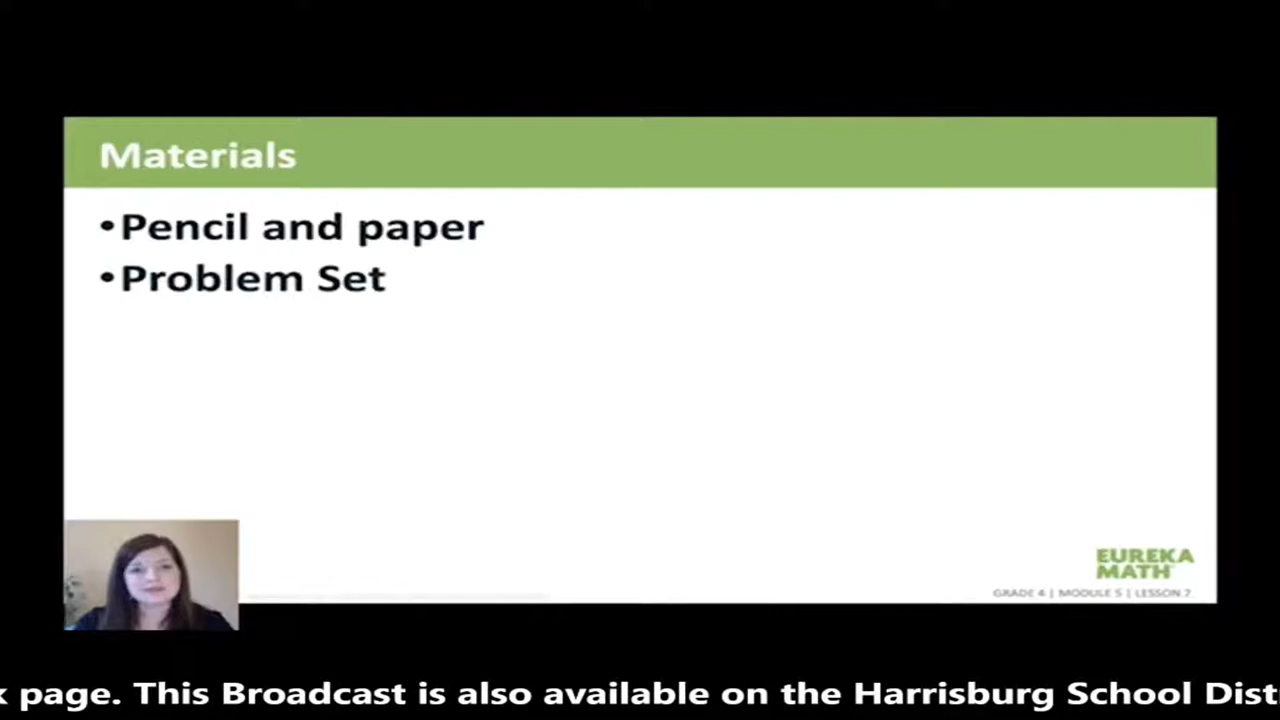 Materials
•Pencil and paper
•Problem Set
EUREKA
MATH
GRADE 4 | MODULE 5 | LESSON 7
page. This Broadcast is also available on the Harrisburg School